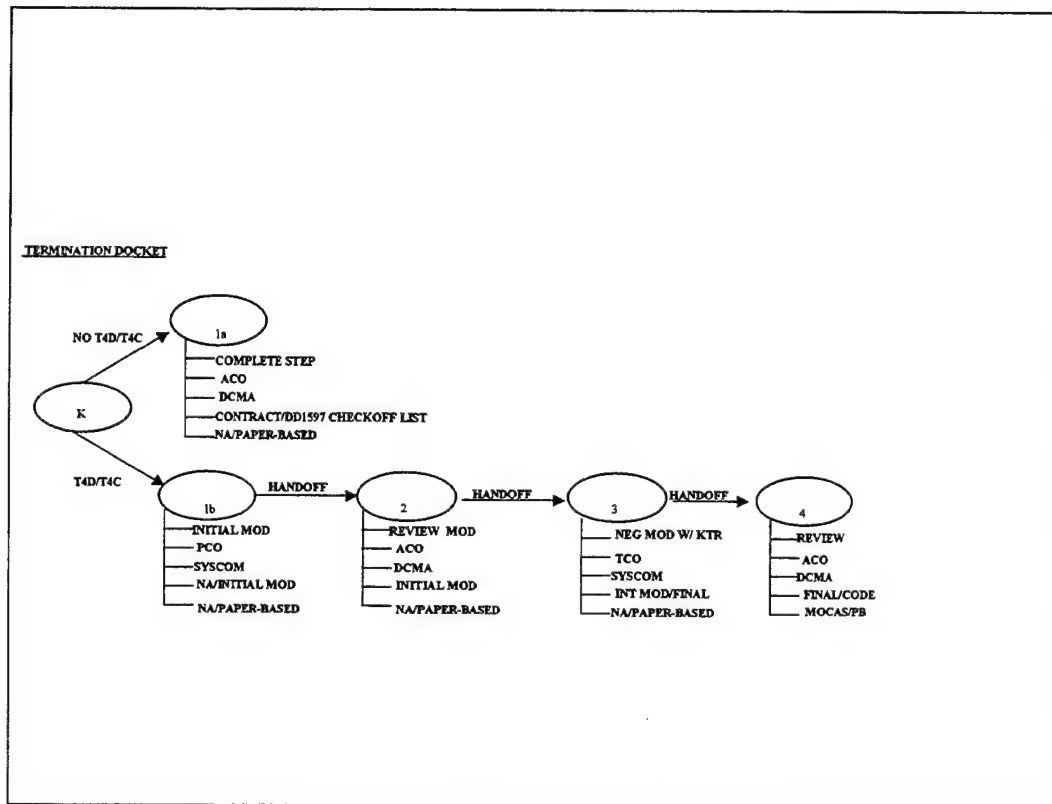 TERMINATION DOCKET
NO T4D/T4C
1a
COMPLETE STEP
ACO
DCMA
CONTRACT/DD1597 CHECKOFF LIST
NA/PAPER-BASED
K
T4D/T4C
1b
INITIAL MOD
PCO
SYSCOM
NA/INITIAL MOD
NA/PAPER-BASED
HANDOFF
2
REVIEW MOD
ACO
DCMA
INITIAL MOD
NA/PAPER-BASED
HANDOFF
3
NEG MOD W/ KTR
TCO
SYSCOM
INT MOD/FINAL
NA/PAPER-BASED
HANDOFF
4
REVIEW
ACO
DCMA
FINAL/CODE
MOCAS/PB